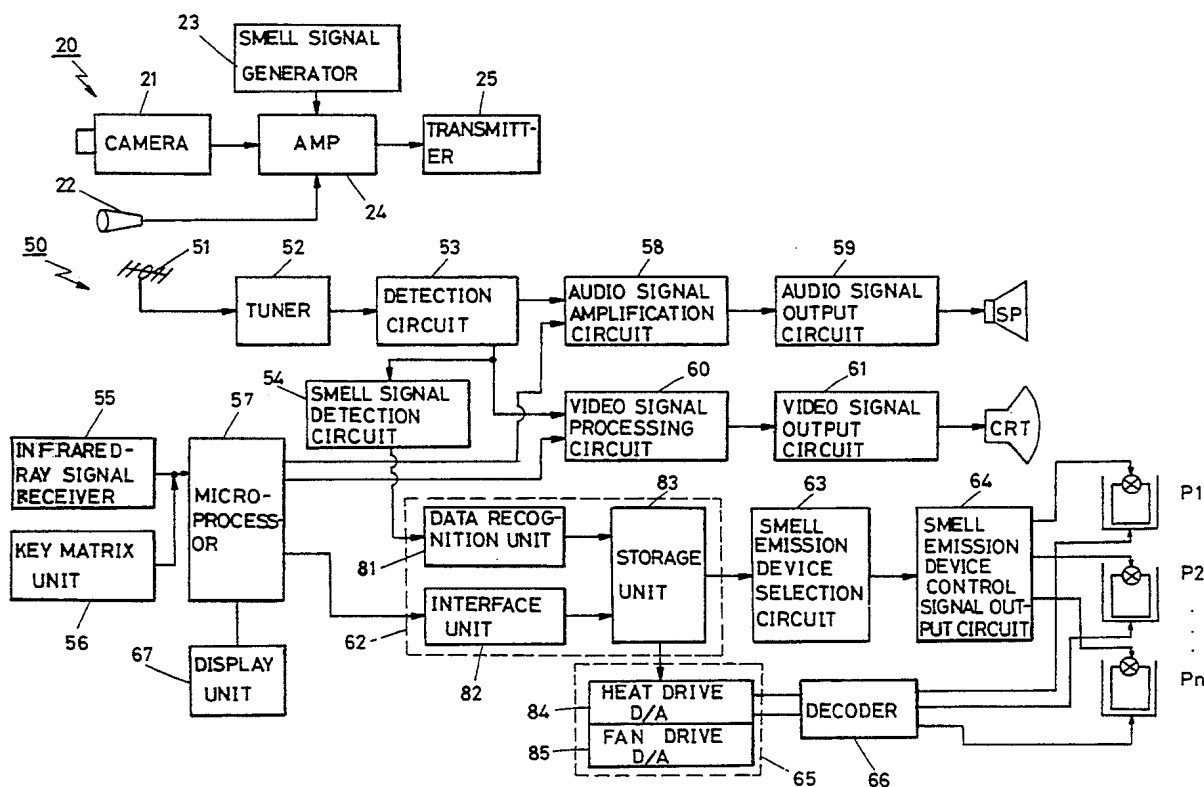 23
SMELL SIGNAL
GENERATOR
20
21
CAMERA
AMP
24
25
TRANSMITT-
ER
22
50
51
52
TUNER
53
DETECTION
CIRCUIT
58
AUDIO SIGNAL
AMPLIFICATION
CIRCUIT
59
AUDIO SIGNAL
OUTPUT
CIRCUIT
SP
54
SMELL SIGNAL
DETECTION
CIRCUIT
60
VIDEO SIGNAL
PROCESSING
CIRCUIT
61
VIDEO SIGNAL
OUTPUT
CIRCUIT
CRT
55
INFRARED-
RAY SIGNAL
RECEIVER
57
MICRO-
PROCESS-
OR
KEY MATRIX
UNIT
56
67
DISPLAY
UNIT
DATA RECOG-
NITION UNIT
81
INTERFACE
UNIT
62
82
83
STORAGE
UNIT
63
SMELL
EMISSION
DEVICE
SELECTION
CIRCUIT
64
SMELL
EMISSION
DEVICE
CONTROL
SIGNAL OUT-
PUT CIRCUIT
P1
P2
.
.
.
Pn
HEAT DRIVE
D/A
84
FAN DRIVE
D/A
85
65
DECODER
66